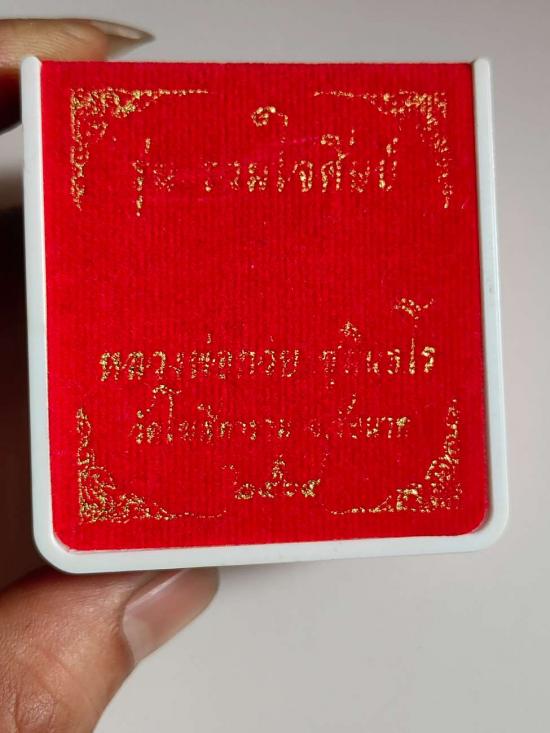 รุ่น รวมใจศิษย์
หลวงพ่อกวย ชุตินฺธโร
วัดโฆสิตาราม จ.ชัยนาท